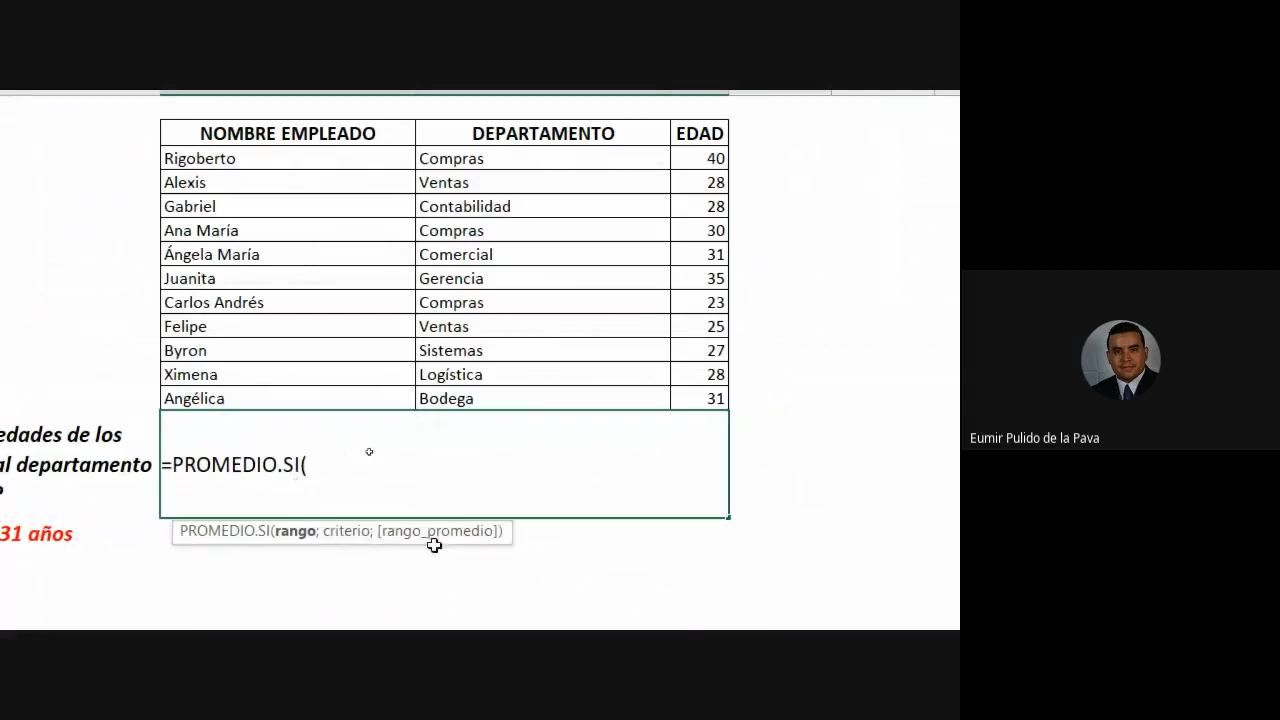 NOMBRE EMPLEADO DEPARTAMENTO EDAD
Rigoberto Compras 40
Alexis Ventas 28
Gabriel Contabilidad 28
Ana María Compras 30
Ángela María Comercial 31
Juanita Gerencia 35
Carlos Andrés Compras 23
Felipe Ventas 25
Byron Sistemas 27
Ximena Logística 28
Angélica Bodega 31
edades de los
al departamento =PROMEDIO.SI(
PROMEDIO.SI(rango; criterio; [rango_promedio])
31 años
Eumir Pulido de la Pava